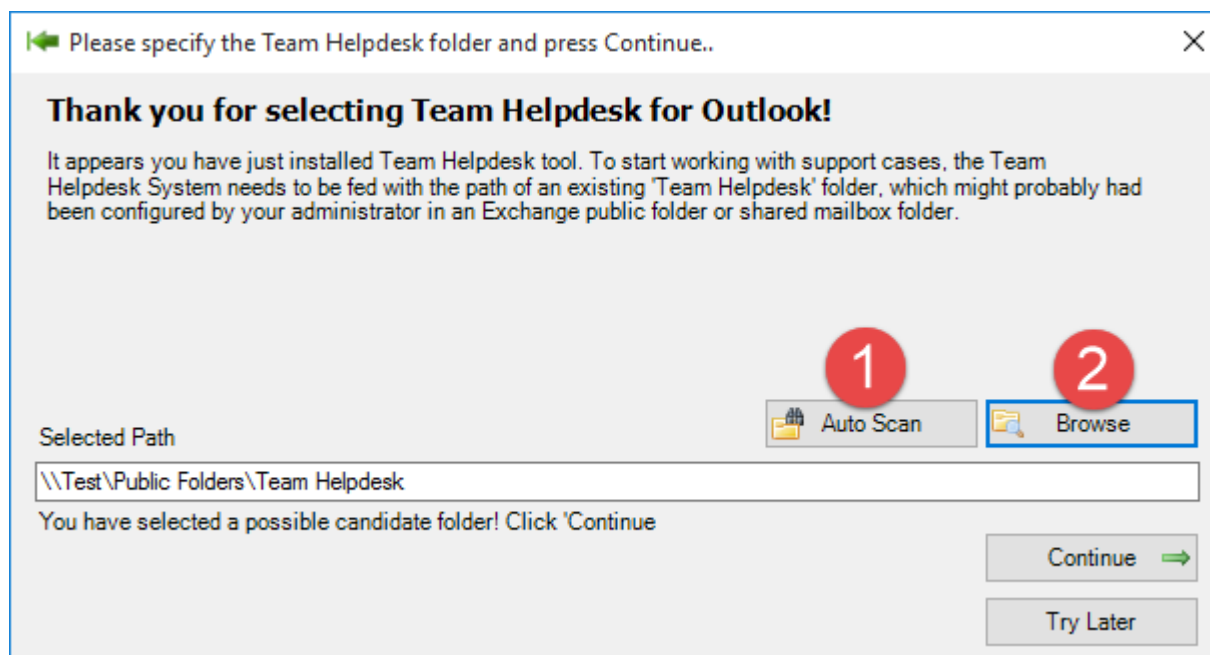 Please specify the Team Helpdesk folder and press Continue..
Thank you for selecting Team Helpdesk for Outlook!
It appears you have just installed Team Helpdesk tool. To start working with support cases, the Team
Helpdesk System needs to be fed with the path of an existing 'Team Helpdesk' folder, which might probably had
been configured by your administrator in an Exchange public folder or shared mailbox folder.
1
2
Auto Scan
Browse
Selected Path
\\Test\Public Folders\Team Helpdesk
You have selected a possible candidate folder! Click 'Continue
Continue
Try Later